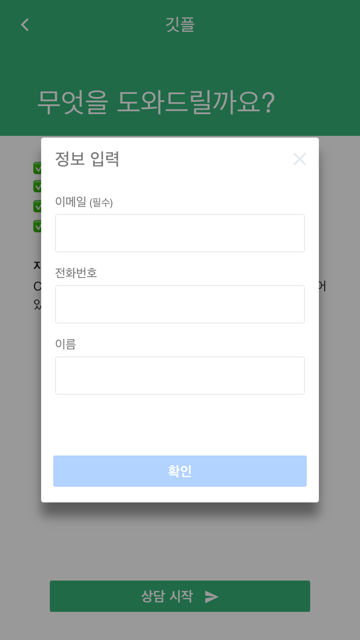 깃플
무엇을 도와드릴까요?
정보 입력
이메일 (필수)
전화번호
이름
확인
상담 시작